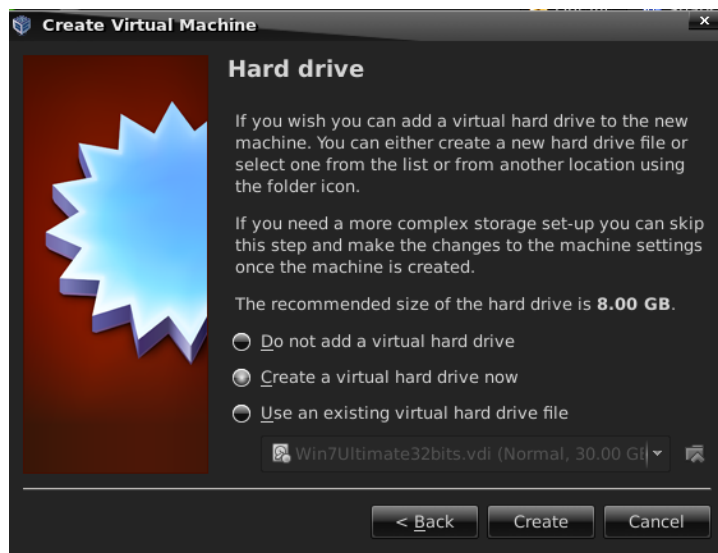 Create Virtual Machine
x
Hard drive
If you wish you can add a virtual hard drive to the new
machine. You can either create a new hard drive file or
select one from the list or from another location using
the folder icon.
If you need a more complex storage set-up you can skip
this step and make the changes to the machine settings
once the machine is created.
The recommended size of the hard drive is 8.00 GB.
Do not add a virtual hard drive
Create a virtual hard drive now
Use an existing virtual hard drive file
Win7Ultimate32bits.vdi (Normal, 30.00
< Back
Create
Cancel